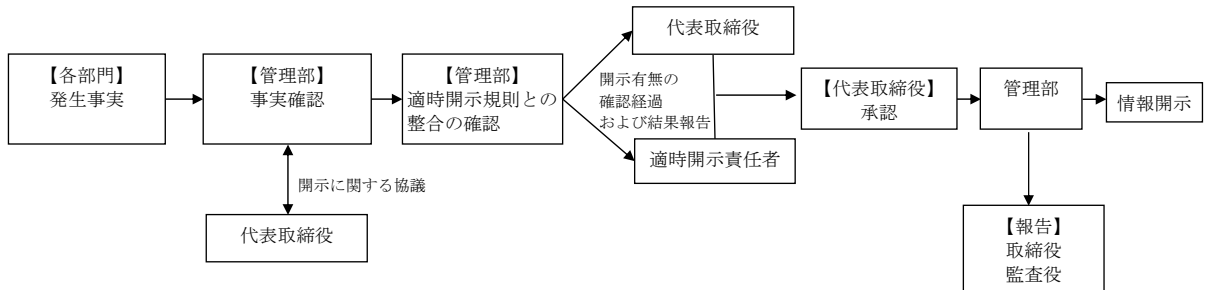 【各部門】
発生事実
【管理部】
事実確認
開示に関する協議
代表取締役
【管理部】
適時開示規則との
整合の確認
代表取締役
開示有無の
確認経過
および結果報告
適時開示責任者
【代表取締役】
承認
管理部
情報開示
【報告】
取締役
監査役